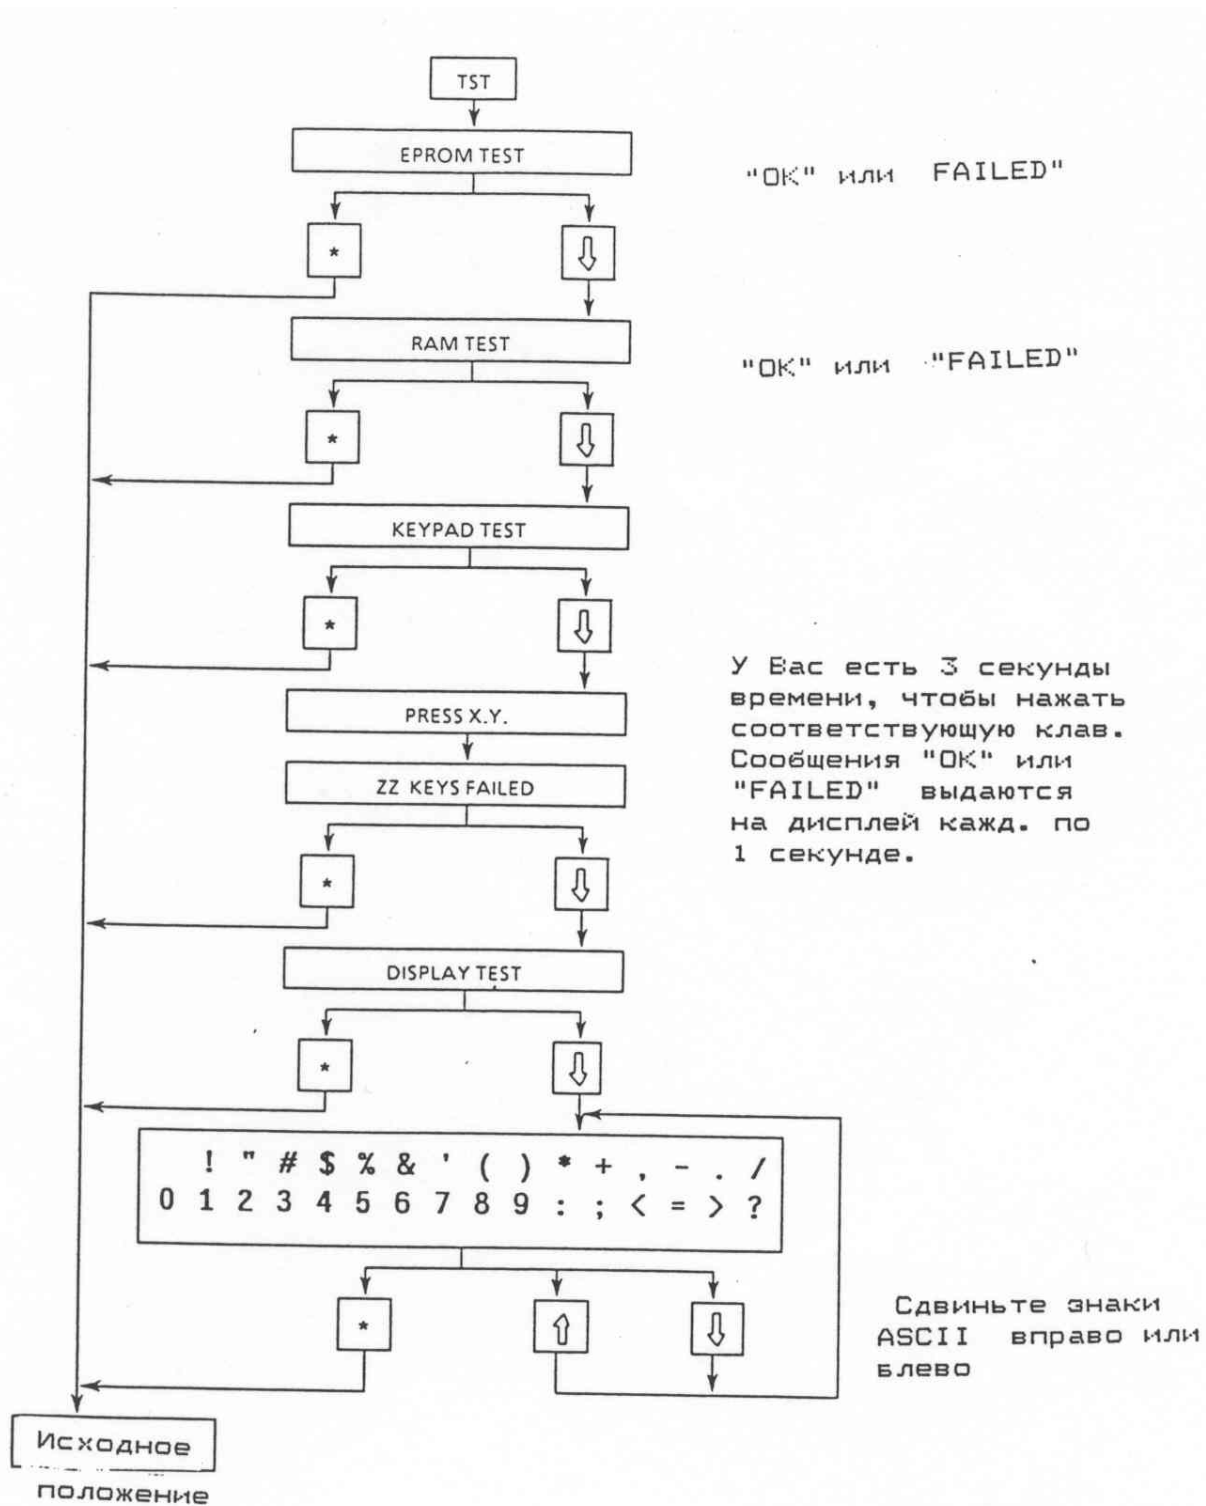 TST
EPROM TEST
"OK" или FAILED"
*
⇩
RAM TEST
"OK" или "FAILED"
*
⇩
KEYPAD TEST
*
⇩
У Вас есть 3 секунды
времени, чтобы нажать
соответствующую клав.
Сообщения "OK" или
"FAILED" выдаются
на дисплей кажд. по
1 секунде.
PRESS X.Y.
ZZ KEYS FAILED
*
⇩
DISPLAY TEST
*
⇩
! " # $ % & ' ( ) * + , - . /
0 1 2 3 4 5 6 7 8 9 : ; < = > ?
*
⇧
⇩
Сдвиньте знаки
ASCII вправо или
влево
Исходное
положение